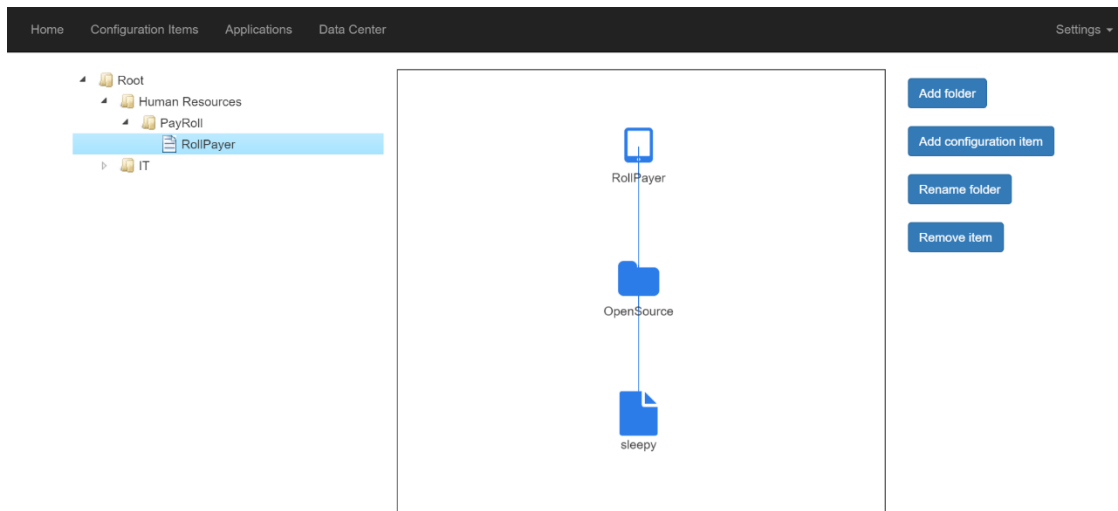 Home Configuration Items Applications Data Center Settings
Root
Human Resources
PayRoll
RollPayer
IT
RollPayer
OpenSource
sleepy
Add folder
Add configuration item
Rename folder
Remove item